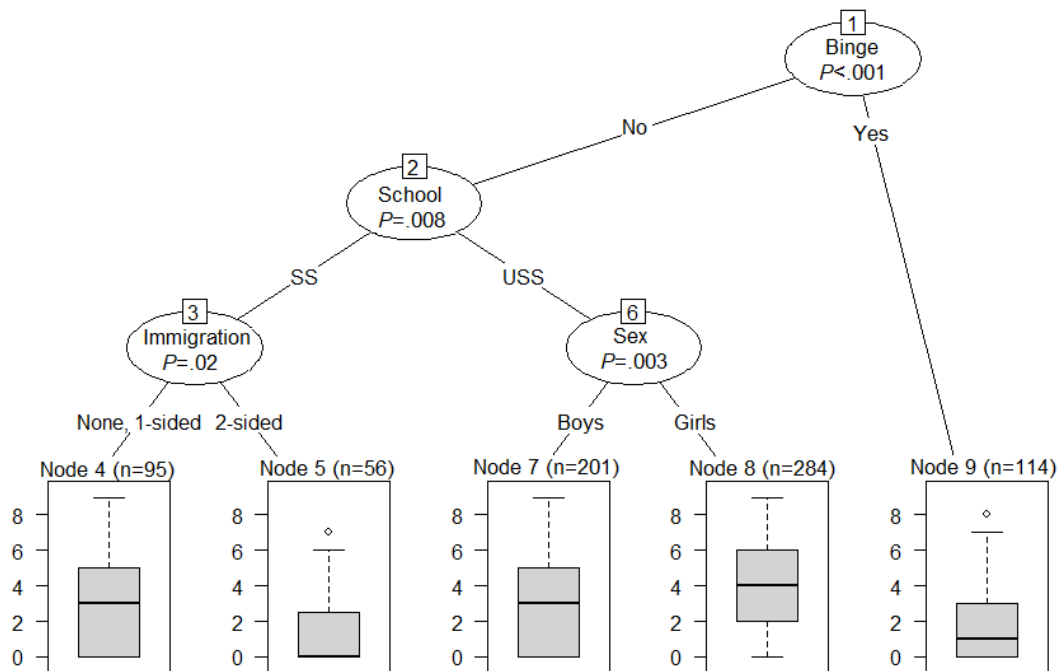 1
Binge
P<.001
No
Yes
2
School
P=.008
SS
USS
3
Immigration
P=.02
6
Sex
P=.003
None, 1-sided
2-sided
Boys
Girls
Node 4 (n=95)
Node 5 (n=56)
Node 7 (n=201)
Node 8 (n=284)
Node 9 (n=114)
8 8 8 8 8
6 6 6 6 6
4 4 4 4 4
2 2 2 2 2
0 0 0 0 0